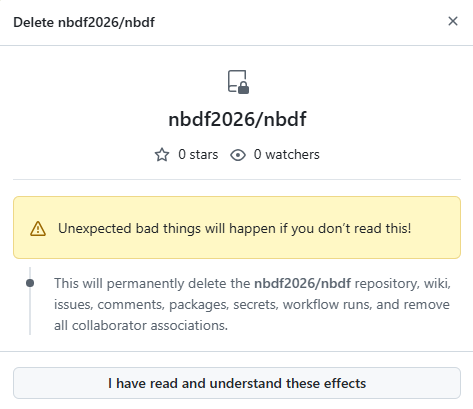 Delete nbdf2026/nbdf
nbdf2026/nbdf
0 stars 0 watchers
Unexpected bad things will happen if you don’t read this!
This will permanently delete the nbdf2026/nbdf repository, wiki,
issues, comments, packages, secrets, workflow runs, and remove
all collaborator associations.
I have read and understand these effects